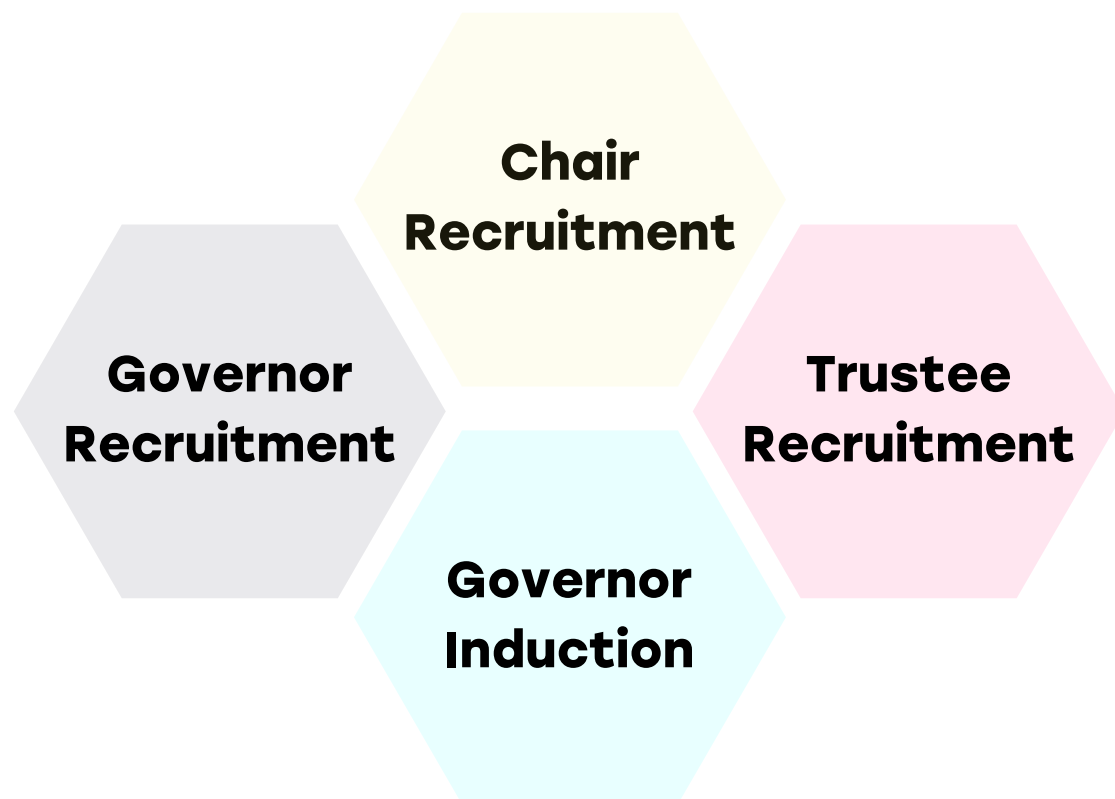 Chair
Recruitment
Governor
Recruitment
Trustee
Recruitment
Governor
Induction